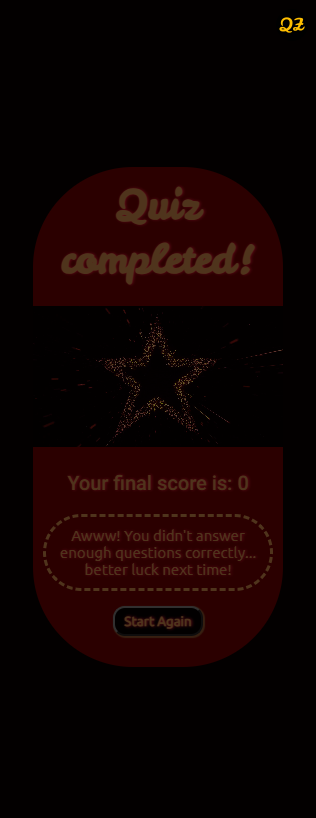 QZ
Quiz
completed!
Your final score is: 0
Awww! You didn't answer
enough questions correctly...
better luck next time!
Start Again